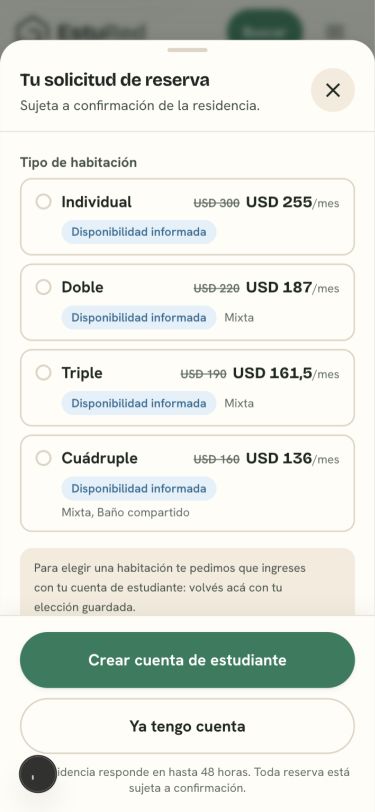 Tu solicitud de reserva
Sujeta a confirmación de la residencia.
Tipo de habitación
Individual USD 300 USD 255/mes
Disponibilidad informada
Doble USD 220 USD 187/mes
Disponibilidad informada Mixta
Triple USD 190 USD 161,5/mes
Disponibilidad informada Mixta
Cuádruple USD 160 USD 136/mes
Disponibilidad informada
Mixta, Baño compartido
Para elegir una habitación te pedimos que ingreses
con tu cuenta de estudiante: volvés acá con tu
elección guardada.
Crear cuenta de estudiante
Ya tengo cuenta
responde en hasta 48 horas. Toda reserva está
sujeta a confirmación.